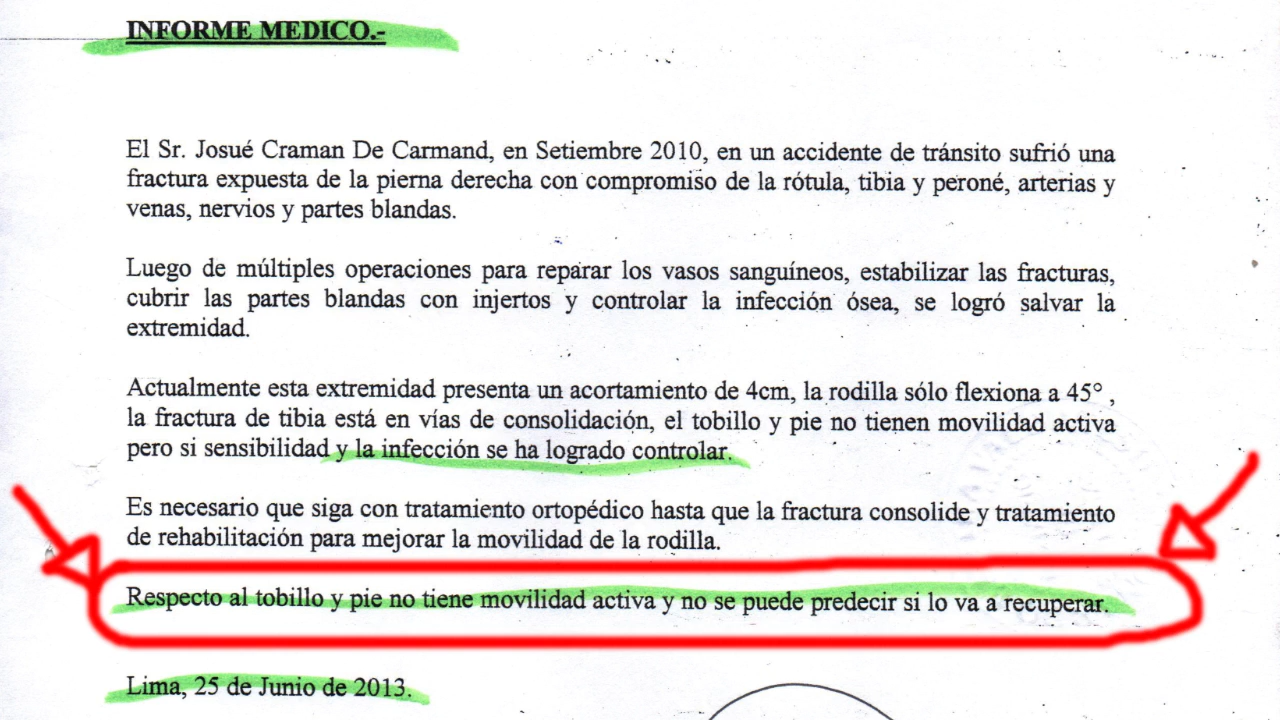 INFORME MEDICO.-
El Sr. Josué Craman De Carmand, en Setiembre 2010, en un accidente de tránsito sufrió una
fractura expuesta de la pierna derecha con compromiso de la rótula, tibia y peroné, arterias y
venas, nervios y partes blandas.
Luego de múltiples operaciones para reparar los vasos sanguíneos, estabilizar las fracturas,
cubrir las partes blandas con injertos y controlar la infección ósea, se logró salvar la
extremidad.
Actualmente esta extremidad presenta un acortamiento de 4cm, la rodilla sólo flexiona a 45° ,
la fractura de tibia está en vías de consolidación, el tobillo y pie no tienen movilidad activa
pero si sensibilidad y la infección se ha logrado controlar.
Es necesario que siga con tratamiento ortopédico hasta que la fractura consolide y tratamiento
de rehabilitación para mejorar la movilidad de la rodilla.
Respecto al tobillo y pie no tiene movilidad activa y no se puede predecir si lo va a recuperar.
Lima, 25 de Junio de 2013.